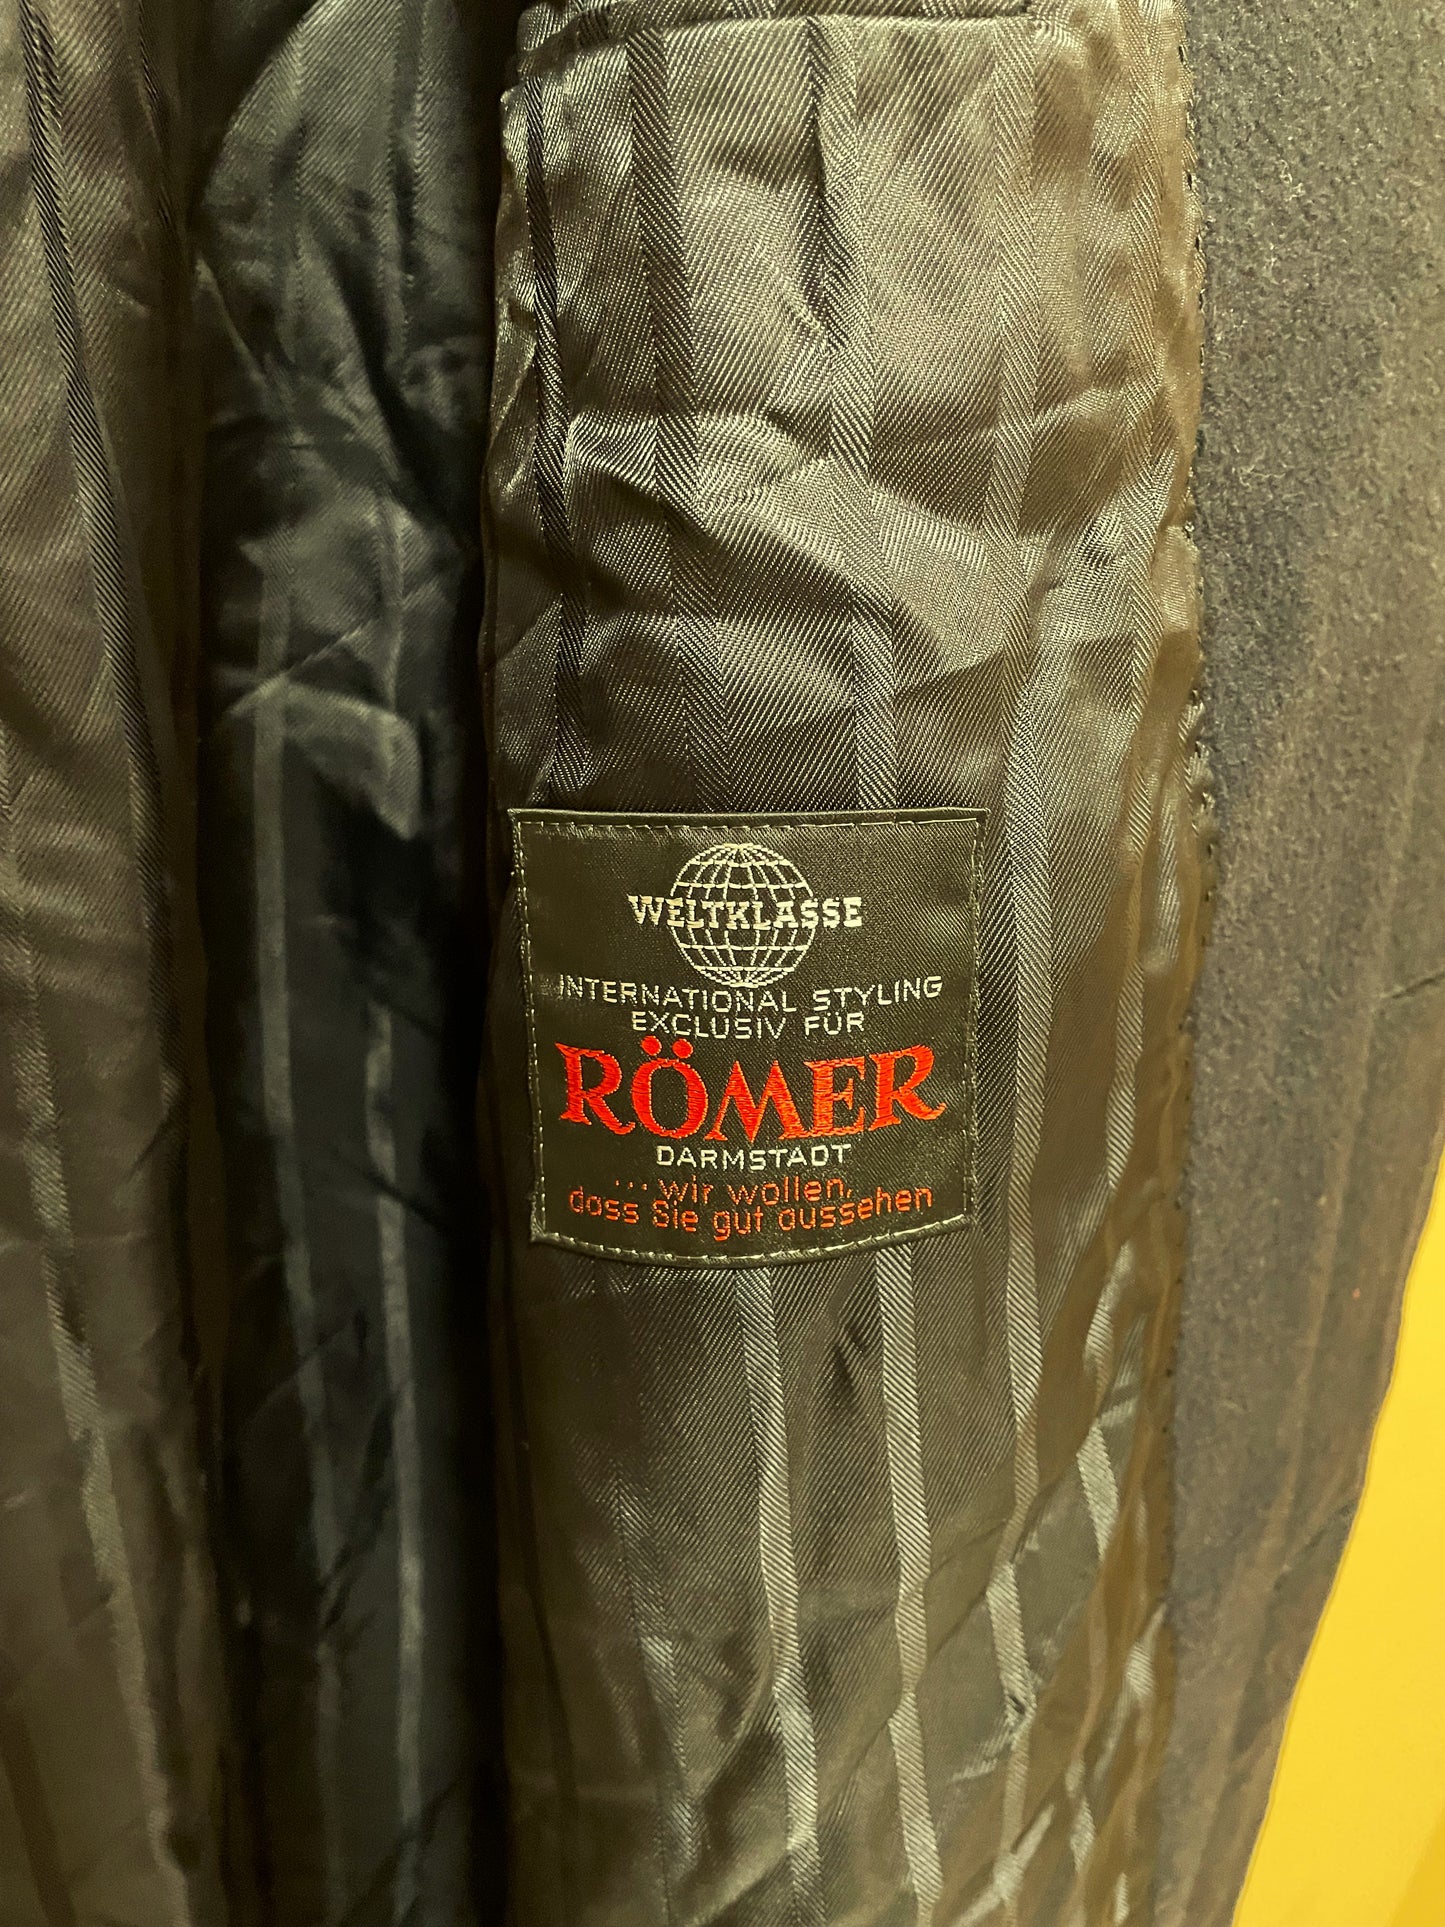 WELTKLASSE
INTERNATIONAL STYLING
EXCLUSIV FÜR
RÖMER
DARMSTADT
...wir wollen,
dass Sie gut aussehen